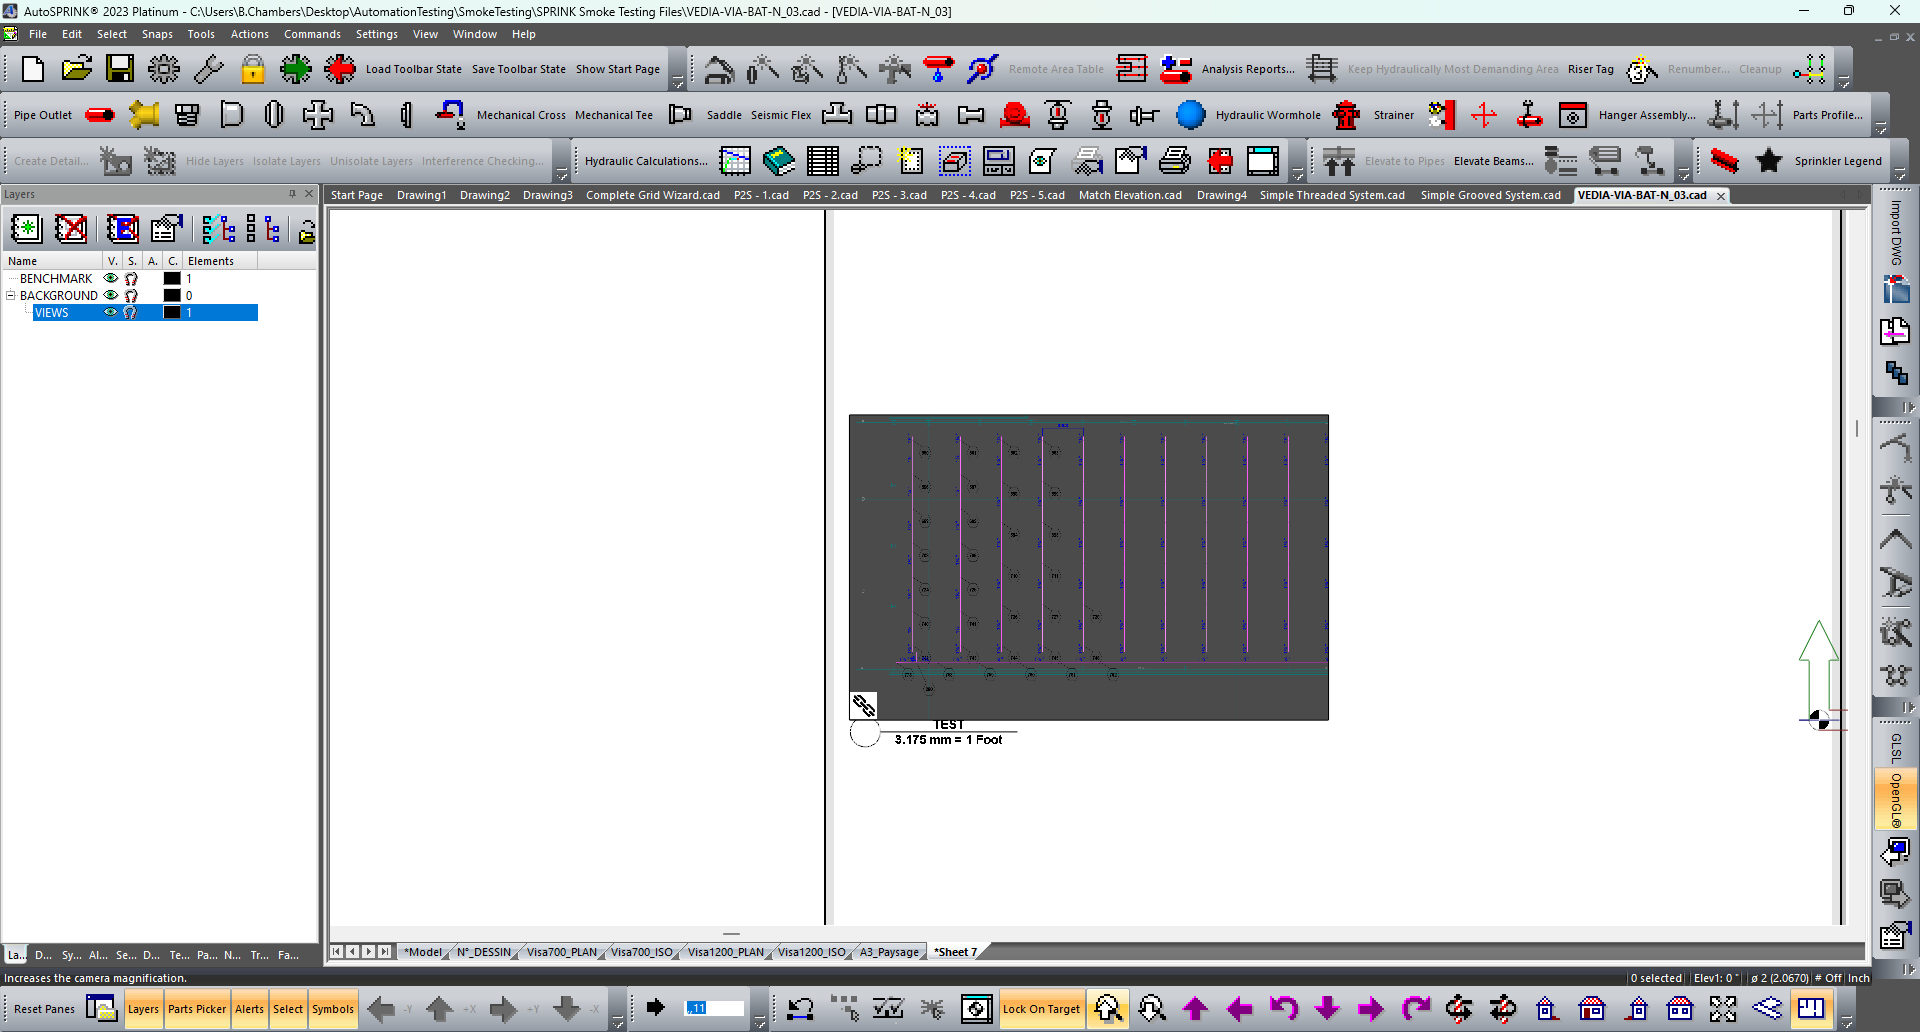 AutoSPRINK® 2023 Platinum - C:\Users\B.Chambers\Desktop\AutomationTesting\SmokeTesting\SPRINK Smoke Testing Files\VEDIA-VIA-BAT-N_03.cad - [VEDIA-VIA-BAT-N_03]
File Edit Select Snaps Tools Actions Commands Settings View Window Help
Load Toolbar State Save Toolbar State Show Start Page Remote Area Table Analysis Reports... Keep Hydraulically Most Demanding Area Riser Tag Renumber... Cleanup
Pipe Outlet Mechanical Cross Mechanical Tee Saddle Seismic Flex Hydraulic Wormhole Strainer Hanger Assembly... Parts Profile...
Create Detail... Hide Layers Isolate Layers Unisolate Layers Interference Checking... Hydraulic Calculations... Elevate to Pipes Elevate Beams... Sprinkler Legend
Layers
Start Page Drawing1 Drawing2 Drawing3 Complete Grid Wizard.cad P2S - 1.cad P2S - 2.cad P2S - 3.cad P2S - 4.cad P2S - 5.cad Match Elevation.cad Drawing4 Simple Threaded System.cad Simple Grooved System.cad VEDIA-VIA-BAT-N_03.cad
Import DWG
Name V. S. A. C. Elements
BENCHMARK 1
BACKGROUND 0
VIEWS 1
TEST
3.175 mm = 1 Foot
GLSL
OpenGL®
La... D... Sy... Al... Se... D... Te... Pa... N... Tr... Fa...
*Model N°_DESSIN Visa700_PLAN Visa700_ISO Visa1200_PLAN Visa1200_ISO A3_Paysage *Sheet 7
Increases the camera magnification.
0 selected Elev1: 0 " ø 2 (2.0670) # Off Inch
Reset Panes Layers Parts Picker Alerts Select Symbols -Y +X +Y -X ,,11 Lock On Target